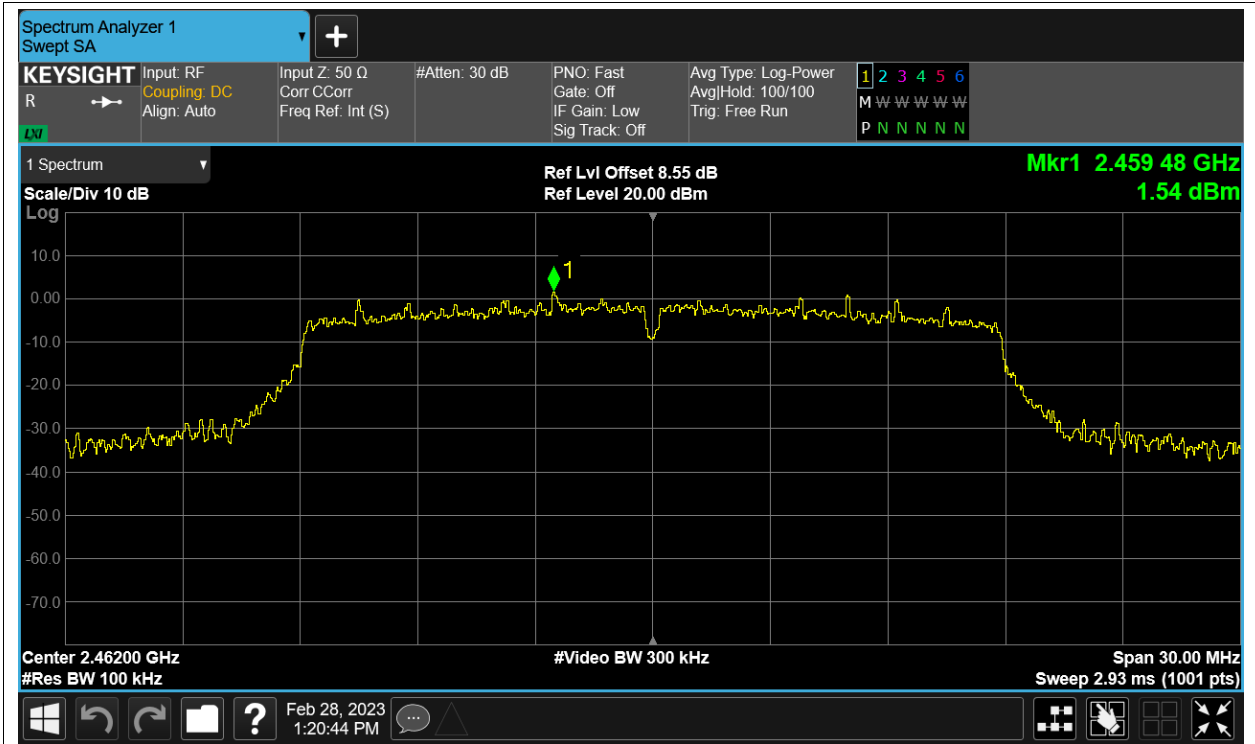 Spectrum Analyzer 1
Swept SA
+
KEYSIGHT
R
LXI
Input: RF
Coupling: DC
Align: Auto
Input Z: 50 Ω
Corr CCorr
Freq Ref: Int (S)
#Atten: 30 dB
PNO: Fast
Gate: Off
IF Gain: Low
Sig Track: Off
Avg Type: Log-Power
Avg|Hold: 100/100
Trig: Free Run
1 2 3 4 5 6
M W W W W W
P N N N N N
1 Spectrum
Scale/Div 10 dB
Ref Lvl Offset 8.55 dB
Ref Level 20.00 dBm
Mkr1 2.459 48 GHz
1.54 dBm
Log
10.0
0.00
-10.0
-20.0
-30.0
-40.0
-50.0
-60.0
-70.0
1
Center 2.46200 GHz
#Res BW 100 kHz
#Video BW 300 kHz
Span 30.00 MHz
Sweep 2.93 ms (1001 pts)
?
Feb 28, 2023
1:20:44 PM